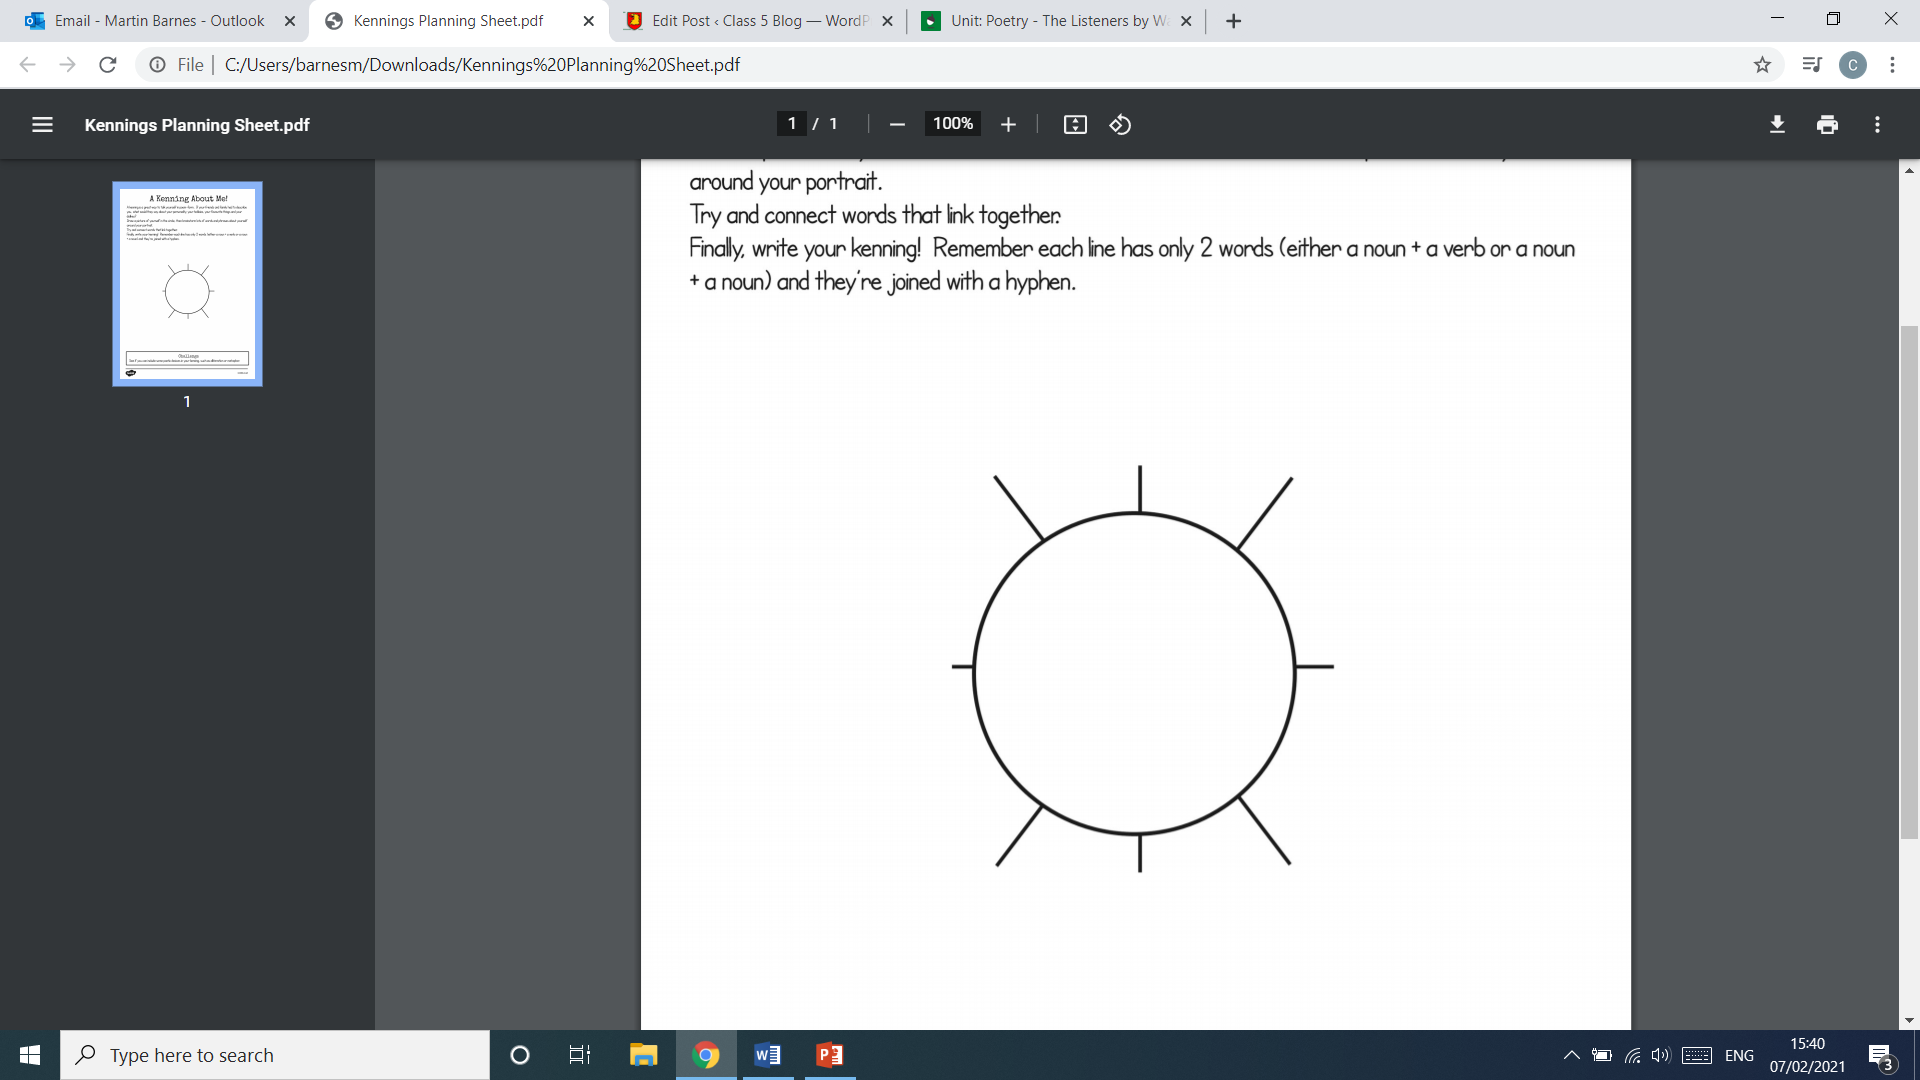 Email - Martin Barnes - Outlook
Kennings Planning Sheet.pdf
Edit Post ‹ Class 5 Blog — WordP
Unit: Poetry - The Listeners by Wa
File
C:/Users/barnesm/Downloads/Kennings%20Planning%20Sheet.pdf
C
Kennings Planning Sheet.pdf
1 / 1
100%
A Kenning About Me!
Challenge
1
around your portrait.
Try and connect words that link together.
Finally, write your kenning! Remember each line has only 2 words (either a noun + a verb or a noun
+ a noun) and they're joined with a hyphen.
Type here to search
ENG
15:40
07/02/2021
3